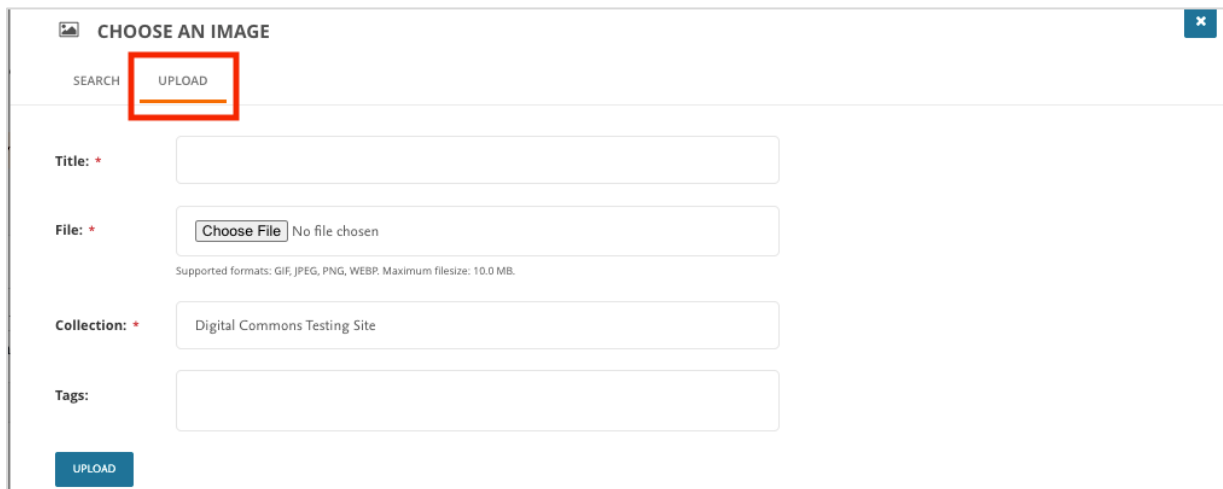 CHOOSE AN IMAGE
SEARCH UPLOAD
Title: *
File: * Choose File No file chosen
Supported formats: GIF, JPEG, PNG, WEBP. Maximum filesize: 10.0 MB.
Collection: * Digital Commons Testing Site
Tags:
UPLOAD